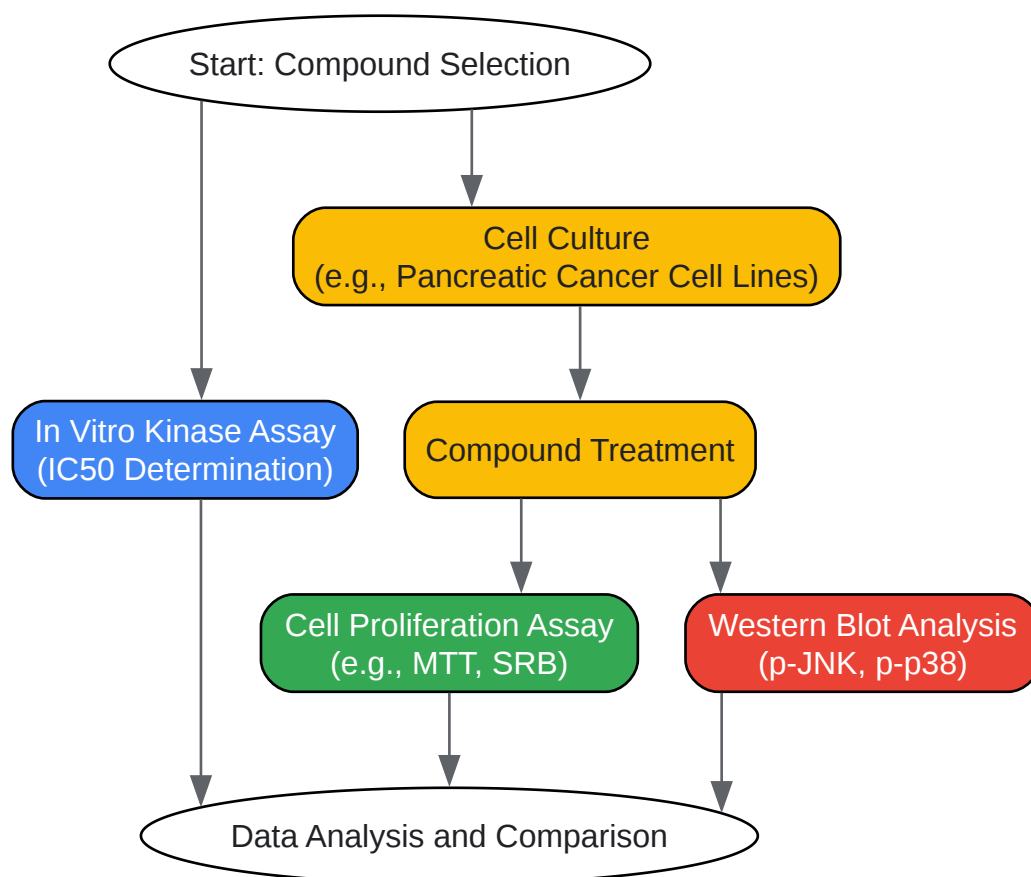 Start: Compound Selection
Cell Culture
(e.g., Pancreatic Cancer Cell Lines)
In Vitro Kinase Assay
(IC50 Determination)
Compound Treatment
Cell Proliferation Assay
(e.g., MTT, SRB)
Western Blot Analysis
(p-JNK, p-p38)
Data Analysis and Comparison